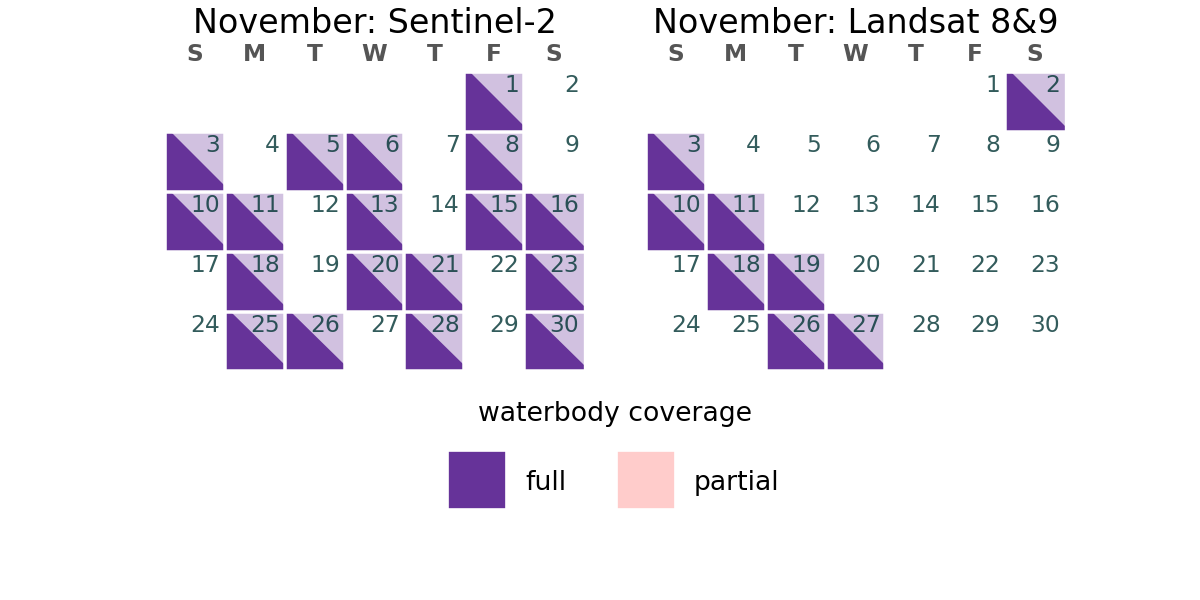 November: Sentinel-2
S M T W T F S
1 2
3 4 5 6 7 8 9
10 11 12 13 14 15 16
17 18 19 20 21 22 23
24 25 26 27 28 29 30
November: Landsat 8&9
S M T W T F S
1 2
3 4 5 6 7 8 9
10 11 12 13 14 15 16
17 18 19 20 21 22 23
24 25 26 27 28 29 30
waterbody coverage
full
partial